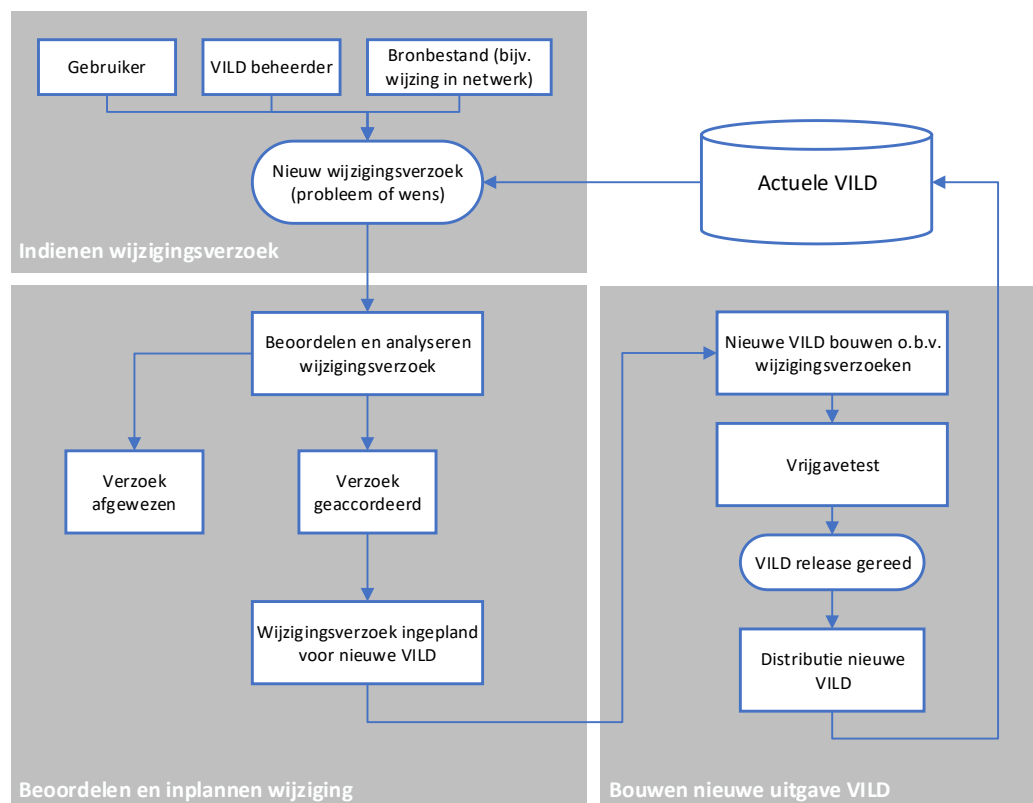 Gebruiker
VILD beheerder
Bronbestand (bijv.
wijzing in netwerk)
Nieuw wijzigingsverzoek
(probleem of wens)
Actuele VILD
Indienen wijzigingsverzoek
Beoordelen en analyseren
wijzigingsverzoek
Verzoek
afgewezen
Verzoek
geaccordeerd
Wijzigingsverzoek ingepland
voor nieuwe VILD
Beoordelen en inplannen wijziging
Nieuwe VILD bouwen o.b.v.
wijzigingsverzoeken
Vrijgavetest
VILD release gereed
Distributie nieuwe
VILD
Bouwen nieuwe uitgave VILD